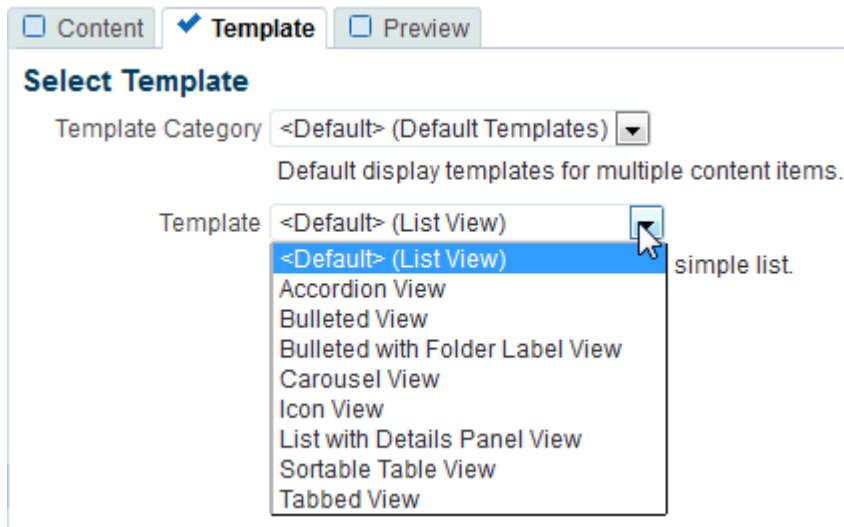 Content Template Preview
Select Template
Template Category <Default> (Default Templates)
Default display templates for multiple content items.
Template <Default> (List View)
<Default> (List View)
simple list.
Accordion View
Bulleted View
Bulleted with Folder Label View
Carousel View
Icon View
List with Details Panel View
Sortable Table View
Tabbed View